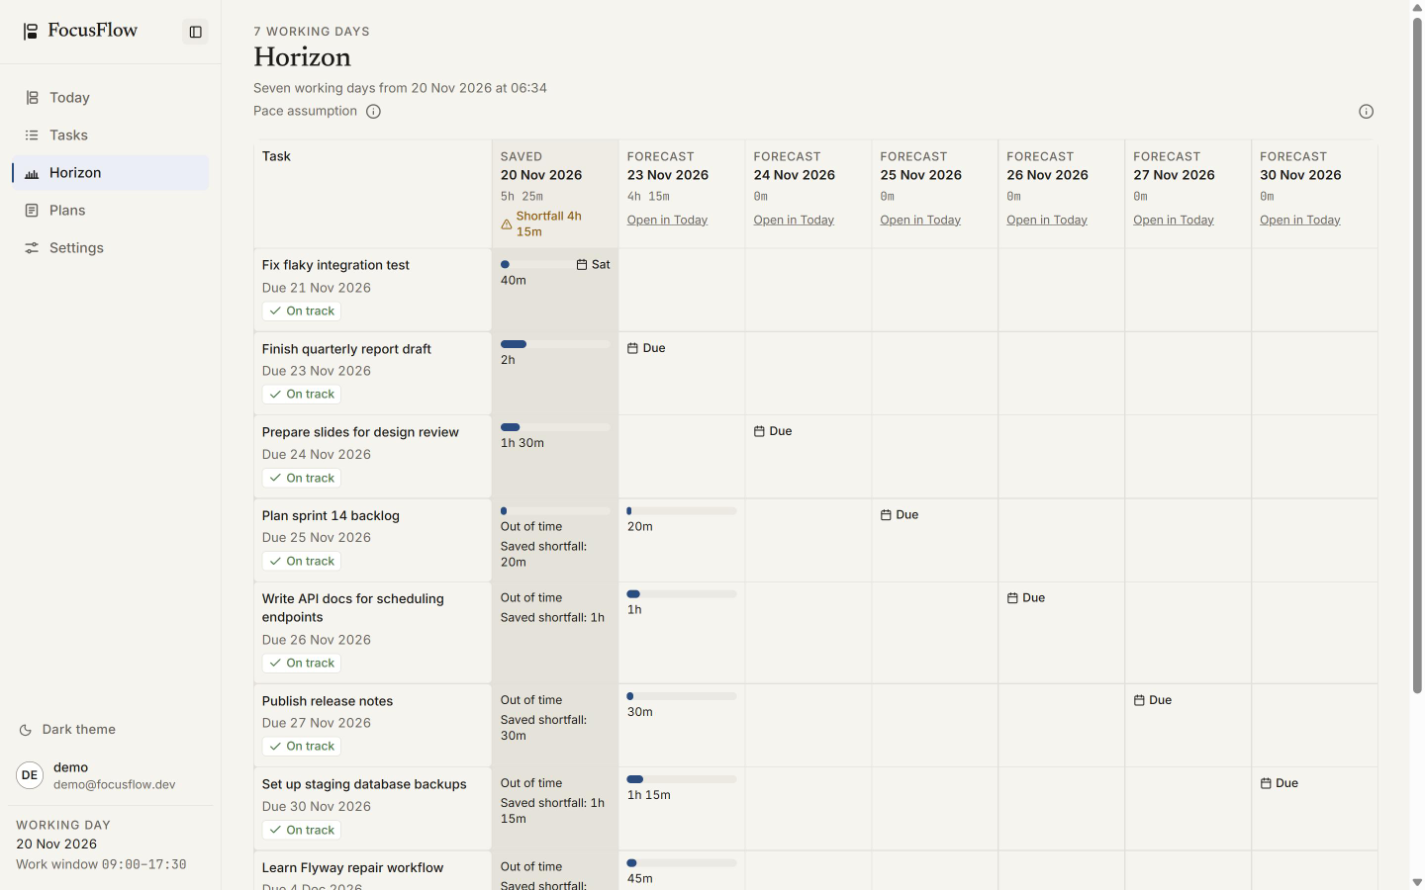 FocusFlow
Today
Tasks
Horizon
Plans
Settings
Dark theme
DE
demo
demo@focusflow.dev
WORKING DAY
20 Nov 2026
Work window 09:00–17:30
7 WORKING DAYS
Horizon
Seven working days from 20 Nov 2026 at 06:34
Pace assumption
Task
SAVED
20 Nov 2026
5h 25m
Shortfall 4h
15m
FORECAST
23 Nov 2026
4h 15m
Open in Today
FORECAST
24 Nov 2026
0m
Open in Today
FORECAST
25 Nov 2026
0m
Open in Today
FORECAST
26 Nov 2026
0m
Open in Today
FORECAST
27 Nov 2026
0m
Open in Today
FORECAST
30 Nov 2026
0m
Open in Today
Fix flaky integration test
Due 21 Nov 2026
On track
Sat
40m
Finish quarterly report draft
Due 23 Nov 2026
On track
2h
Due
Prepare slides for design review
Due 24 Nov 2026
On track
1h 30m
Due
Plan sprint 14 backlog
Due 25 Nov 2026
On track
Out of time
Saved shortfall:
20m
20m
Due
Write API docs for scheduling
endpoints
Due 26 Nov 2026
On track
Out of time
Saved shortfall: 1h
1h
Due
Publish release notes
Due 27 Nov 2026
On track
Out of time
Saved shortfall:
30m
30m
Due
Set up staging database backups
Due 30 Nov 2026
On track
Out of time
Saved shortfall: 1h
15m
1h 15m
Due
Learn Flyway repair workflow
Due 4 Dec 2026
Out of time
Saved shortfall:
45m